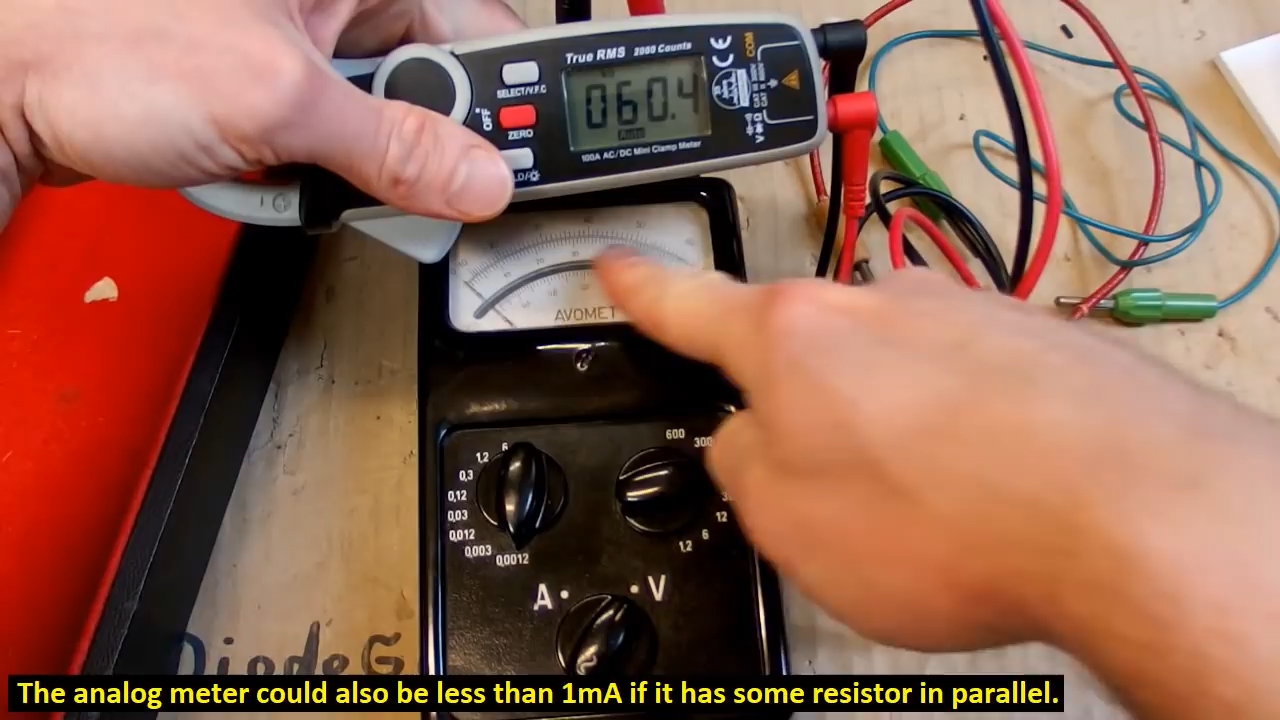 True RMS 2000 Counts
COM
CE
SELECT/V.F.C
060.4
Auto
OFF
ZERO
100A AC/DC Mini Clamp Meter
AVOMET
6
1,2
0,3
0,12
0,03
0,012
0,003
0,0012
600
300
12
6
1,2
A
V
DiodeG
The analog meter could also be less than 1mA if it has some resistor in parallel.